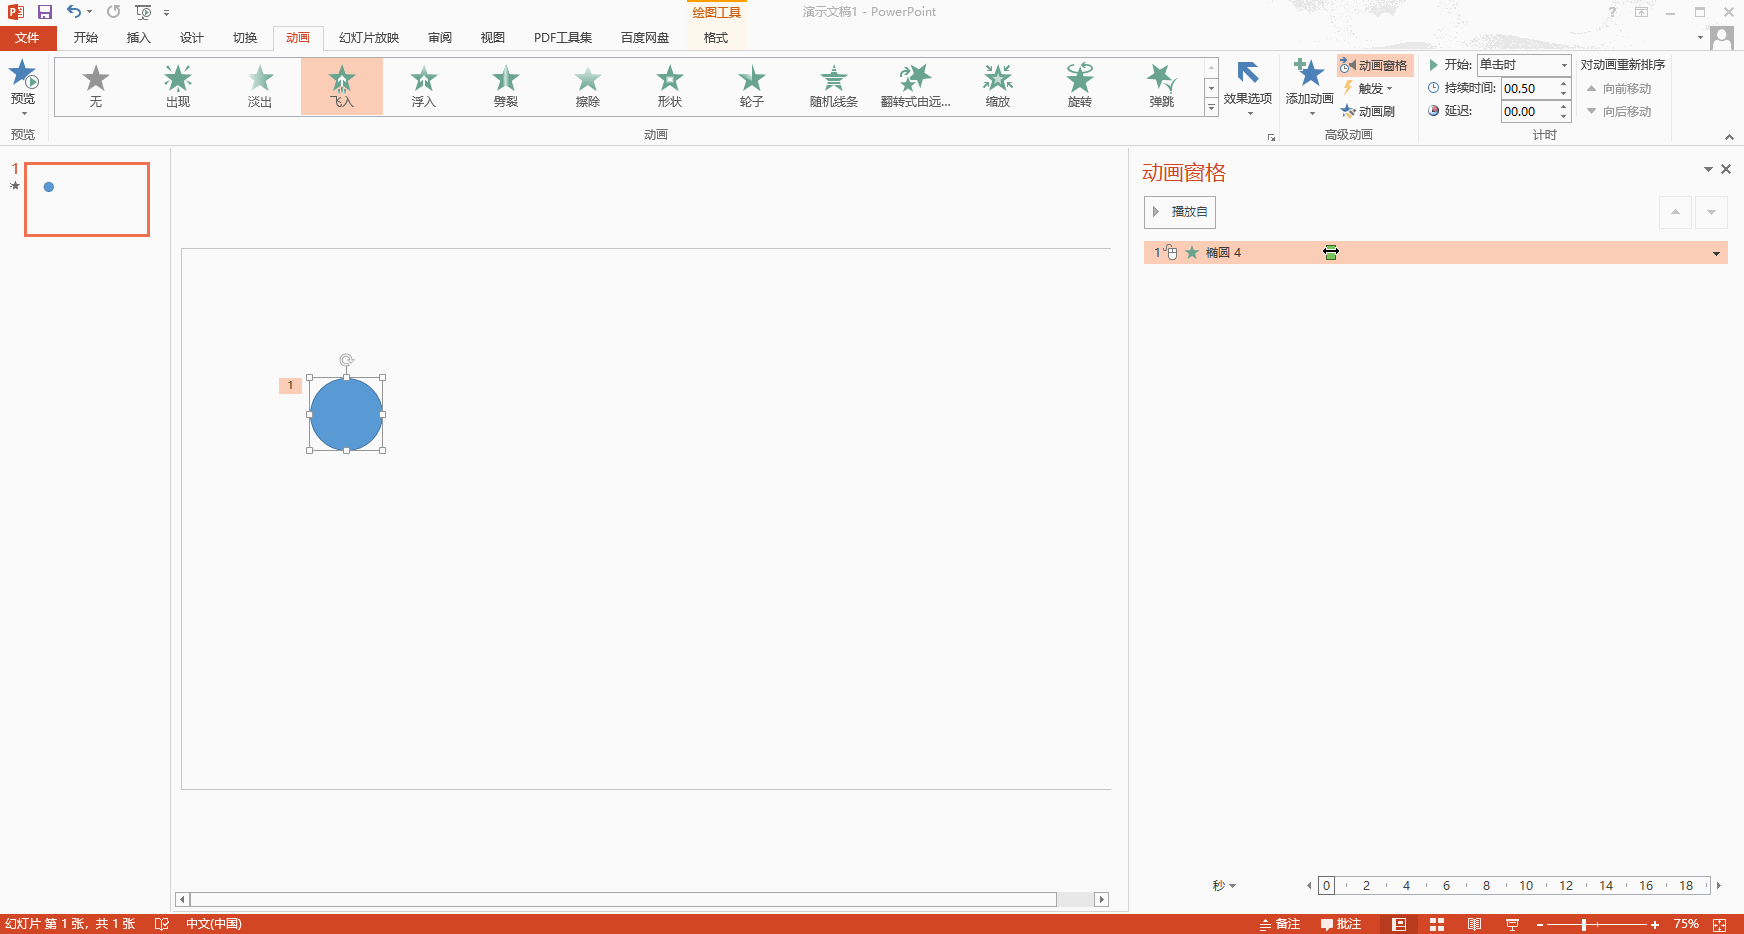 绘图工具
演示文稿1 - PowerPoint
?
文件 开始 插入 设计 切换 动画 幻灯片放映 审阅 视图 PDF工具集 百度网盘 格式
预览
无 出现 淡出 飞入 浮入 劈裂 擦除 形状 轮子 随机线条 翻转式由远... 缩放 旋转 弹跳
效果选项
添加动画
动画窗格
触发
动画刷
开始: 单击时
持续时间: 00.50
延迟: 00.00
对动画重新排序
向前移动
向后移动
预览 动画 高级动画 计时
1
1
动画窗格
播放自
1 椭圆 4
秒 0 2 4 6 8 10 12 14 16 18
幻灯片 第 1 张，共 1 张 中文(中国) 备注 批注 75%